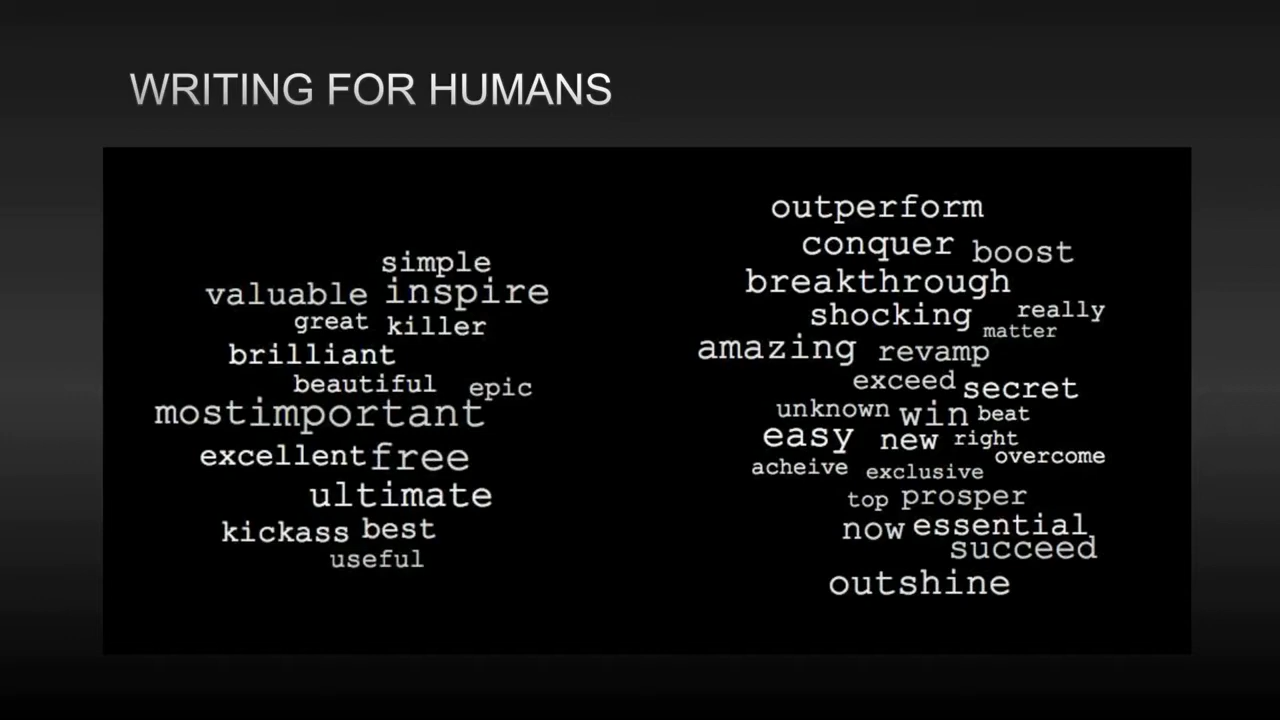 WRITING FOR HUMANS
simple
valuable inspire
great killer
brilliant
beautiful epic
mostimportant
excellent free
ultimate
kickass best
useful
outperform
conquer boost
breakthrough
shocking really
matter
amazing revamp
exceed secret
unknown win beat
easy new right
overcome
acheive exclusive
top prosper
now essential
succeed
outshine